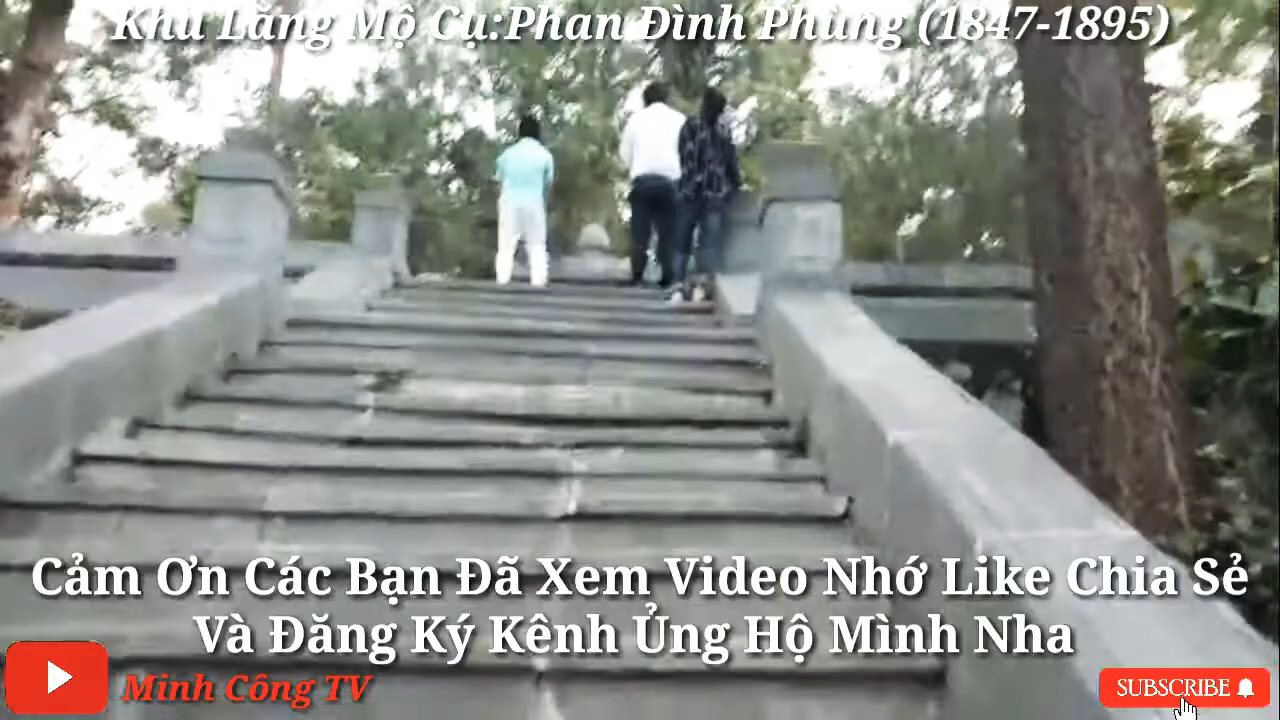 Khu Lăng Mộ Cụ:Phan Đình Phùng (1847-1895)
Cảm Ơn Các Bạn Đã Xem Video Nhớ Like Chia Sẻ
Và Đăng Ký Kênh Ủng Hộ Mình Nha
Minh Công TV
SUBSCRIBE